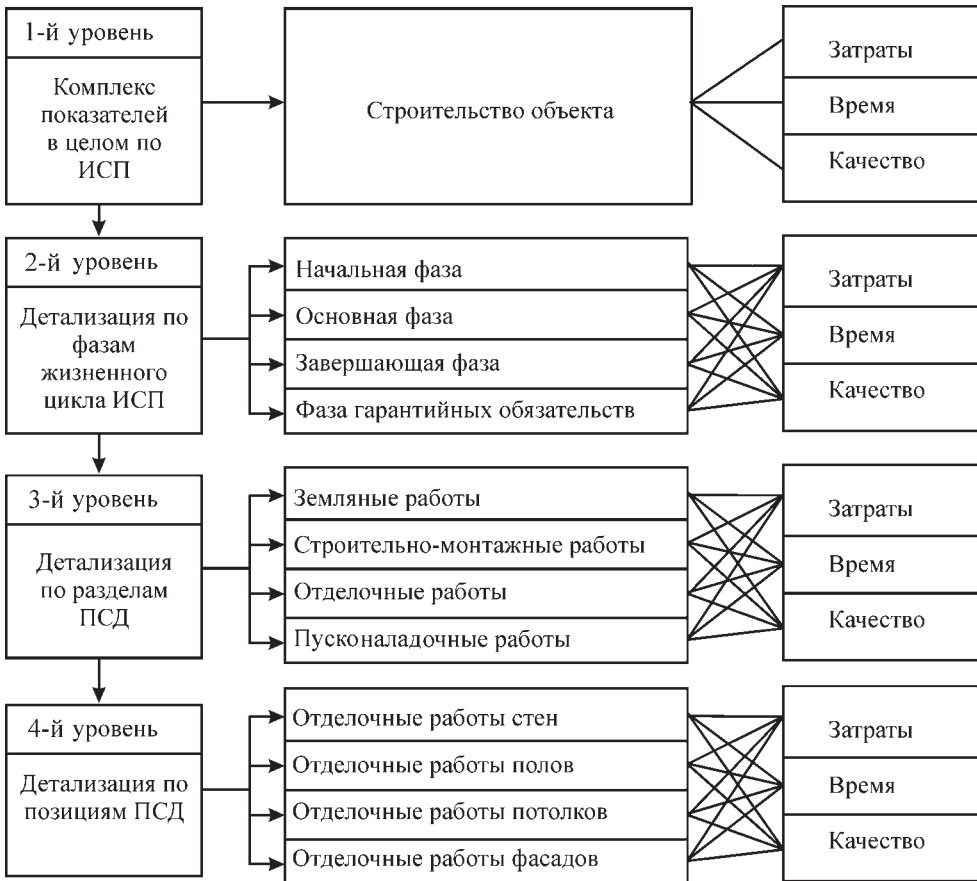 1-й уровень
Комплекс
показателей
в целом по
ИСП
Строительство объекта
Затраты
Время
Качество
2-й уровень
Детализация по
фазам
жизненного
цикла ИСП
Начальная фаза
Основная фаза
Завершающая фаза
Фаза гарантийных обязательств
Затраты
Время
Качество
3-й уровень
Детализация
по разделам
ПСД
Земляные работы
Строительно-монтажные работы
Отделочные работы
Пусконаладочные работы
Затраты
Время
Качество
4-й уровень
Детализация по
позициям ПСД
Отделочные работы стен
Отделочные работы полов
Отделочные работы потолков
Отделочные работы фасадов
Затраты
Время
Качество